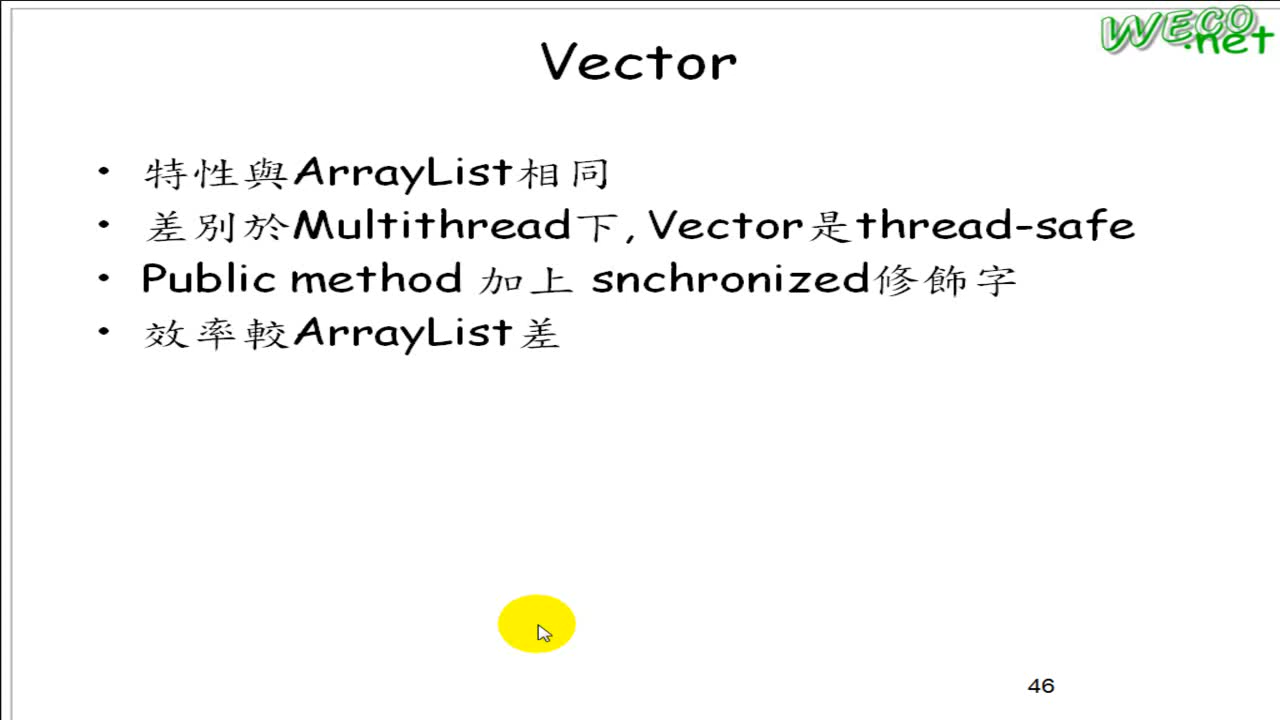 WECO
.net
Vector
• 特性與ArrayList相同
• 差別於Multithread下, Vector是thread-safe
• Public method 加上 snchronized修飾字
• 效率較ArrayList差
46